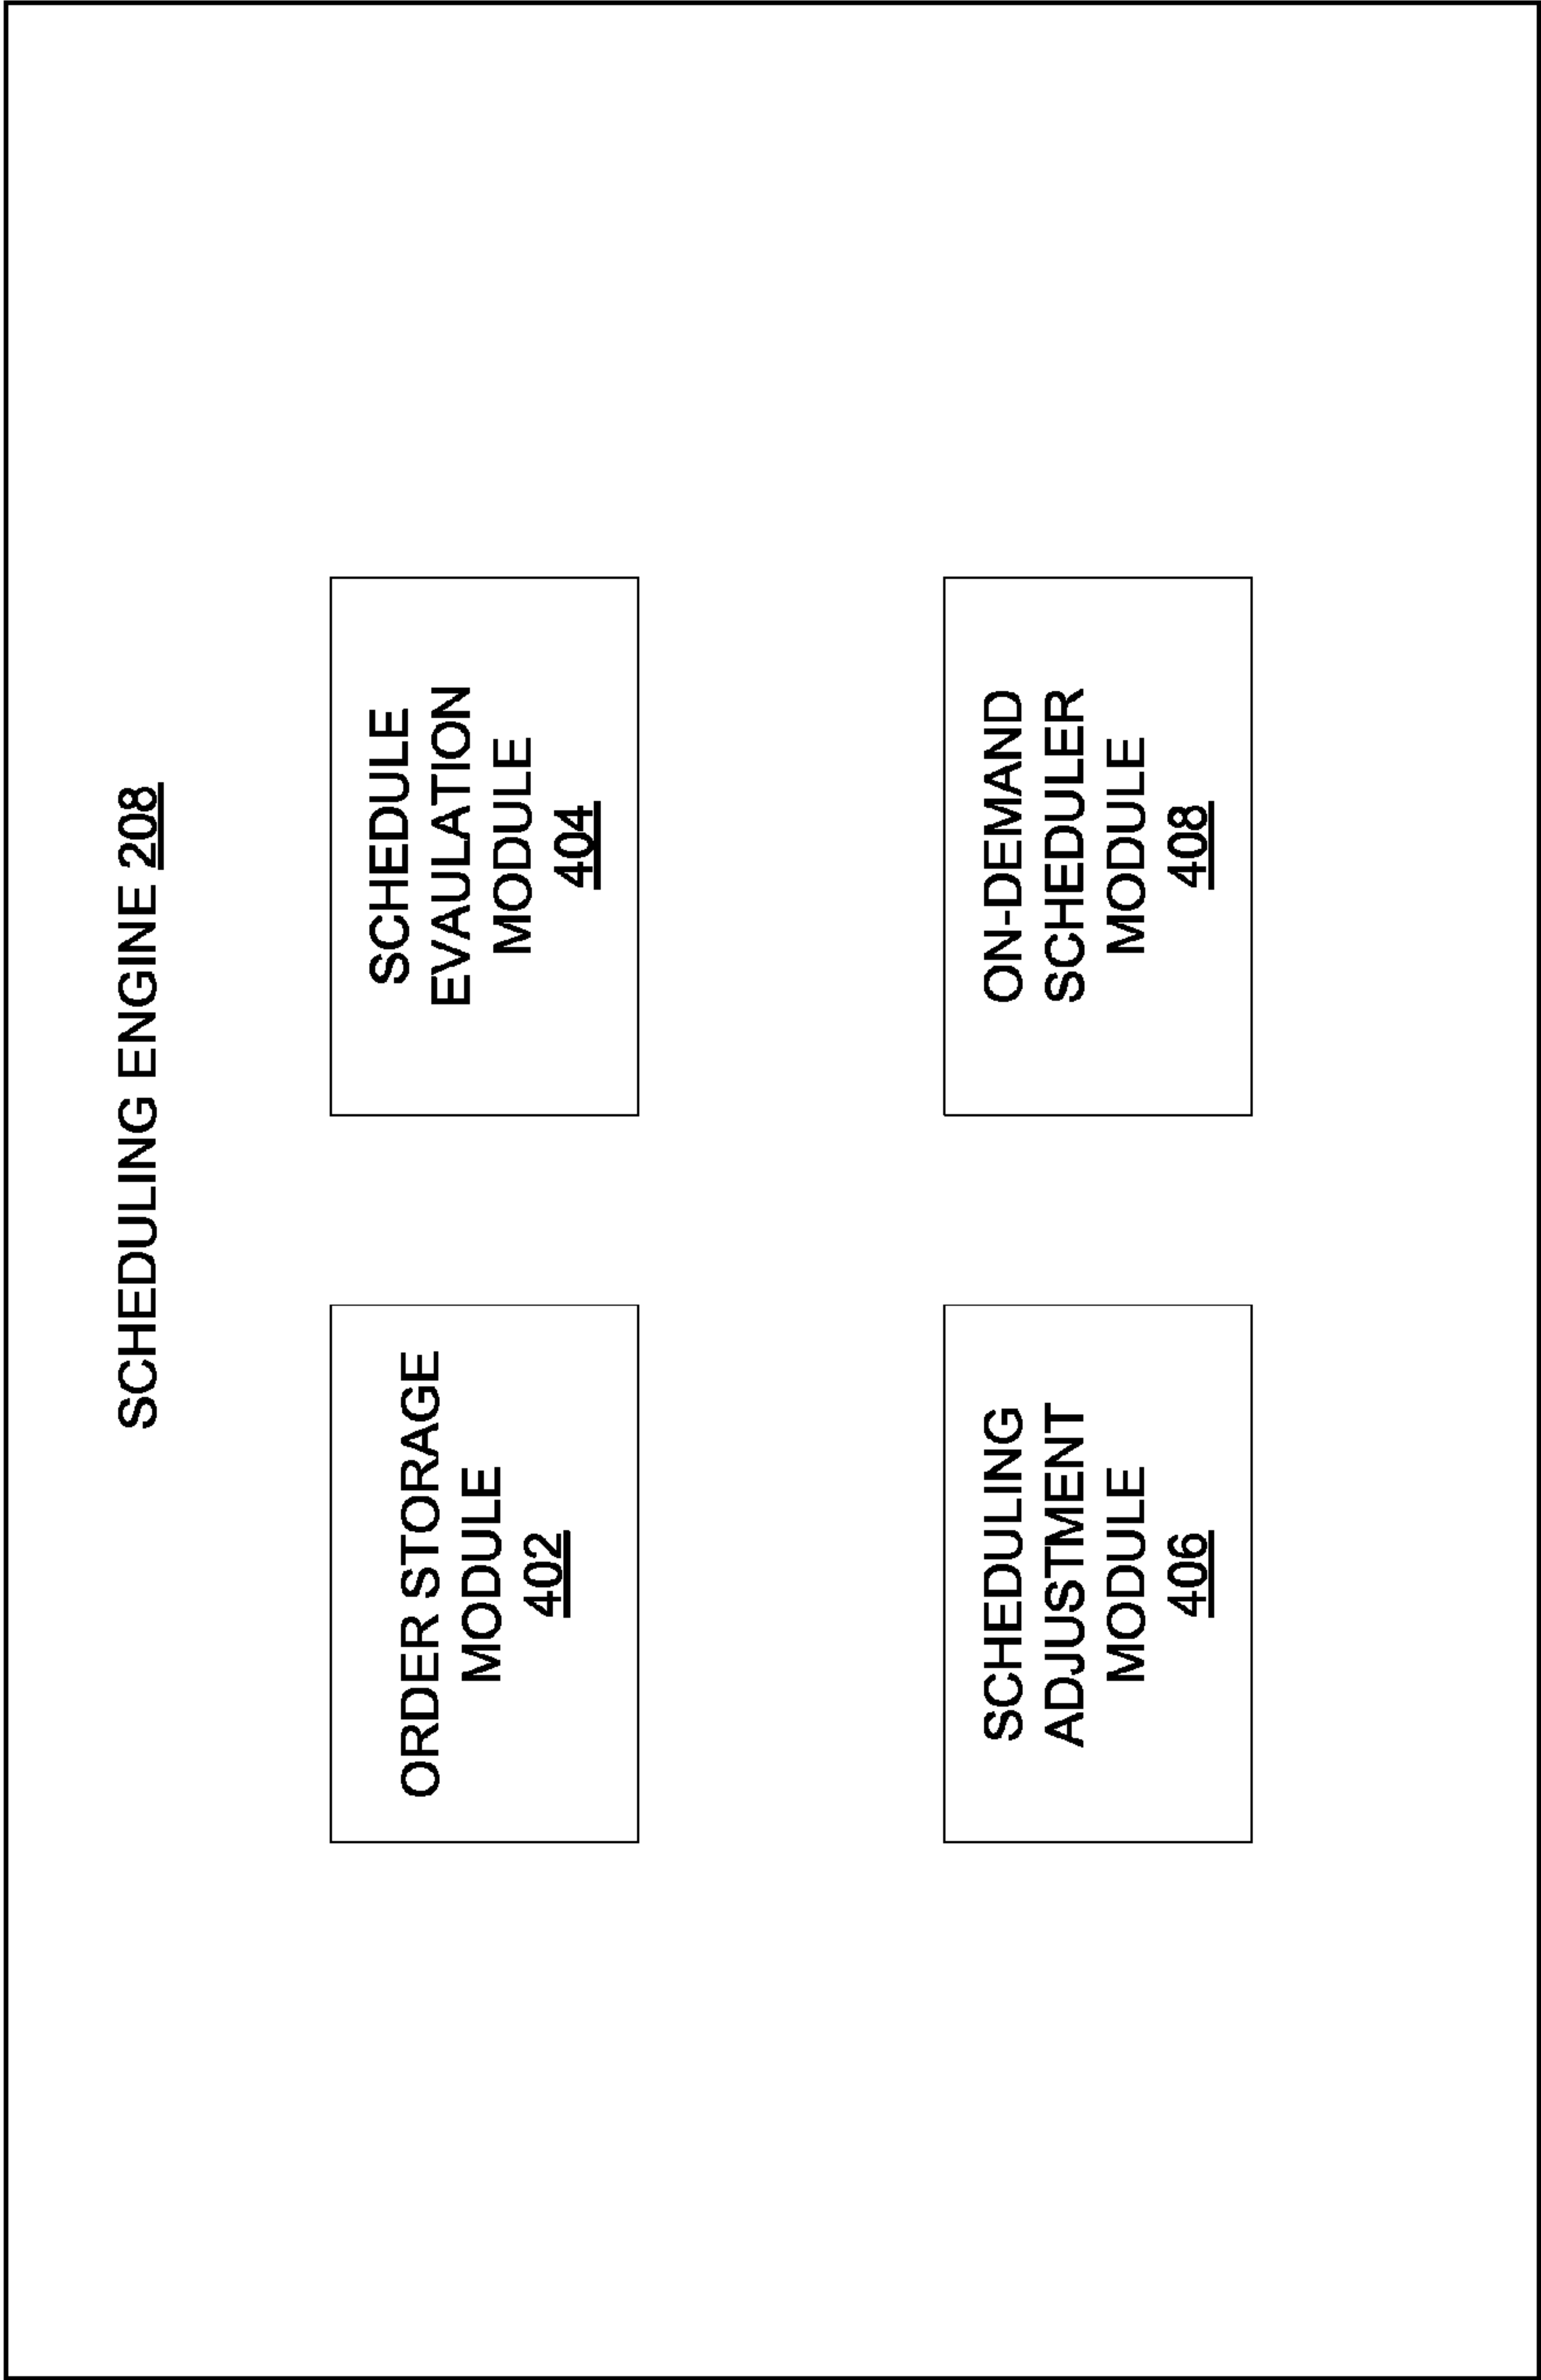 SCHEDULING ENGINE 208
ORDER STORAGE
MODULE
402
SCHEDULE
EVAULATION
MODULE
404
SCHEDULING
ADJUSTMENT
MODULE
406
ON-DEMAND
SCHEDULER
MODULE
408